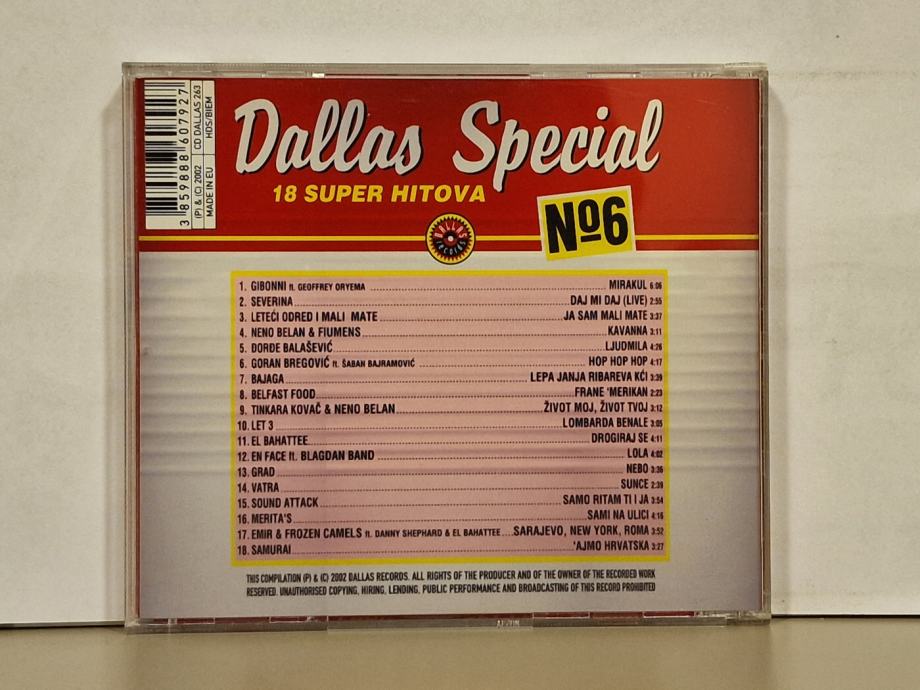 3 859888 607927
(P) & (C) 2002 CD DALLAS 263
MADE IN EU HDS/BIEM
Dallas Special
18 SUPER HITOVA
Nº6
DALLAS RECORDS
1. GIBONNI ft. GEOFFREY ORYEMA MIRAKUL 6:06
2. SEVERINA DAJ MI DAJ (LIVE) 2:55
3. LETEĆI ODRED I MALI MATE JA SAM MALI MATE 3:37
4. NENO BELAN & FIUMENS KAVANNA 3:11
5. ĐORĐE BALAŠEVIĆ LJUDMILA 4:26
6. GORAN BREGOVIĆ ft. ŠABAN BAJRAMOVIĆ HOP HOP HOP 4:17
7. BAJAGA LEPA JANJA RIBAREVA KĆI 3:39
8. BELFAST FOOD FRANE 'MERIKAN 2:23
9. TINKARA KOVAČ & NENO BELAN ŽIVOT MOJ, ŽIVOT TVOJ 3:12
10. LET 3 LOMBARDA BENALE 3:05
11. EL BAHATTEE DROGIRAJ SE 4:11
12. EN FACE ft. BLAGDAN BAND LOLA 4:02
13. GRAD NEBO 3:36
14. VATRA SUNCE 2:39
15. SOUND ATTACK SAMO RITAM TI I JA 3:54
16. MERITA'S SAMI NA ULICI 4:16
17. EMIR & FROZEN CAMELS ft. DANNY SHEPHARD & EL BAHATTEE SARAJEVO, NEW YORK, ROMA 3:52
18. SAMURAI 'AJMO HRVATSKA 3:27
THIS COMPILATION (P) & (C) 2002 DALLAS RECORDS. ALL RIGHTS OF THE PRODUCER AND OF THE OWNER OF THE RECORDED WORK
RESERVED. UNAUTHORISED COPYING, HIRING, LENDING, PUBLIC PERFORMANCE AND BROADCASTING OF THIS RECORD PROHIBITED